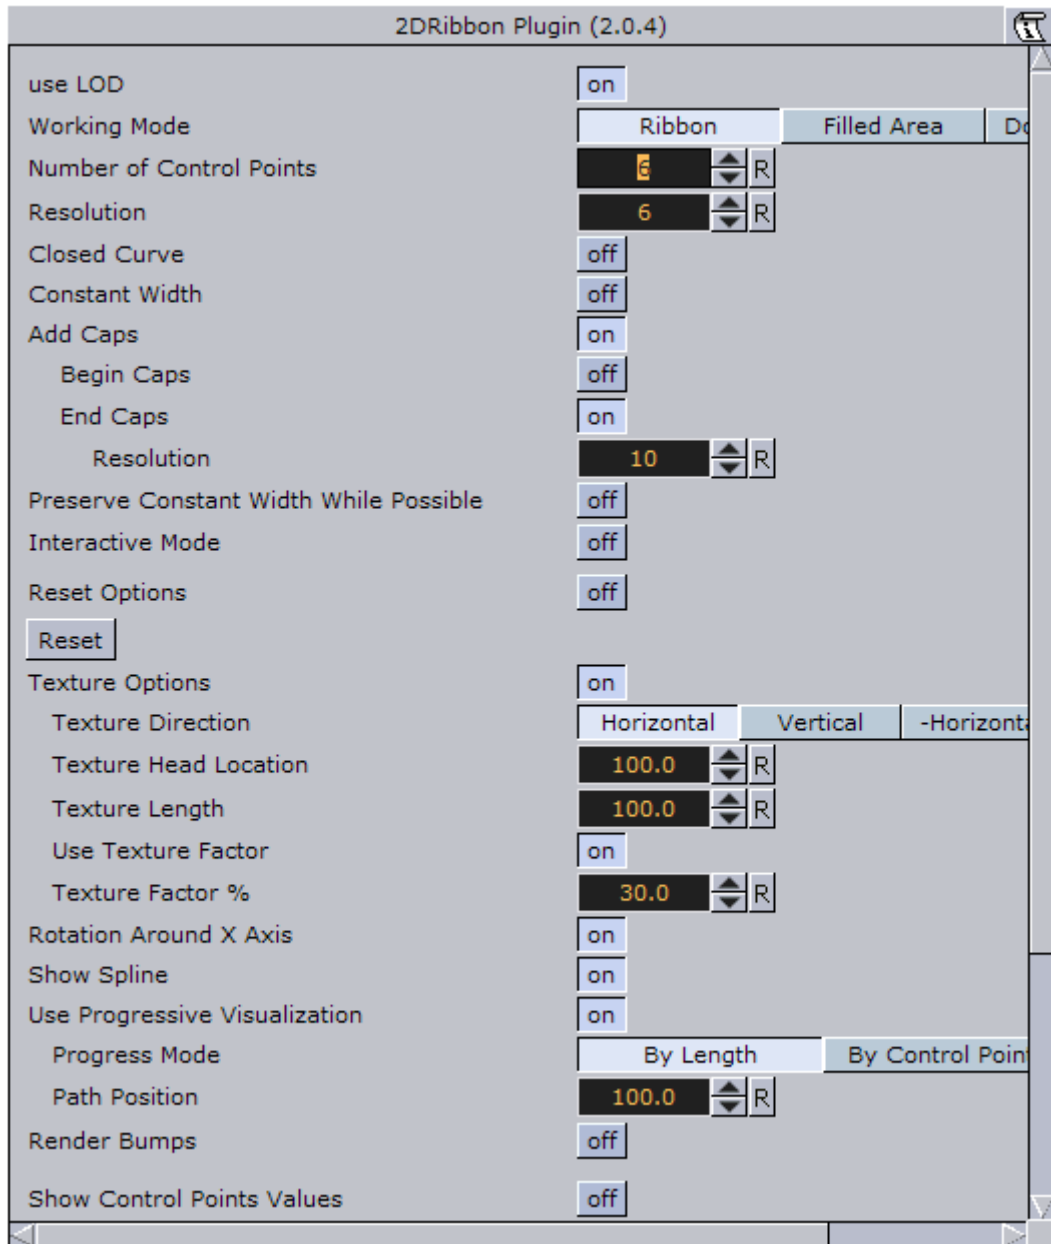 2DRibbon Plugin (2.0.4)
use LOD on
Working Mode Ribbon Filled Area Do
Number of Control Points 6 R
Resolution 6 R
Closed Curve off
Constant Width off
Add Caps on
Begin Caps off
End Caps on
Resolution 10 R
Preserve Constant Width While Possible off
Interactive Mode off
Reset Options off
Reset
Texture Options on
Texture Direction Horizontal Vertical -Horizonta
Texture Head Location 100.0 R
Texture Length 100.0 R
Use Texture Factor on
Texture Factor % 30.0 R
Rotation Around X Axis on
Show Spline on
Use Progressive Visualization on
Progress Mode By Length By Control Poin
Path Position 100.0 R
Render Bumps off
Show Control Points Values off